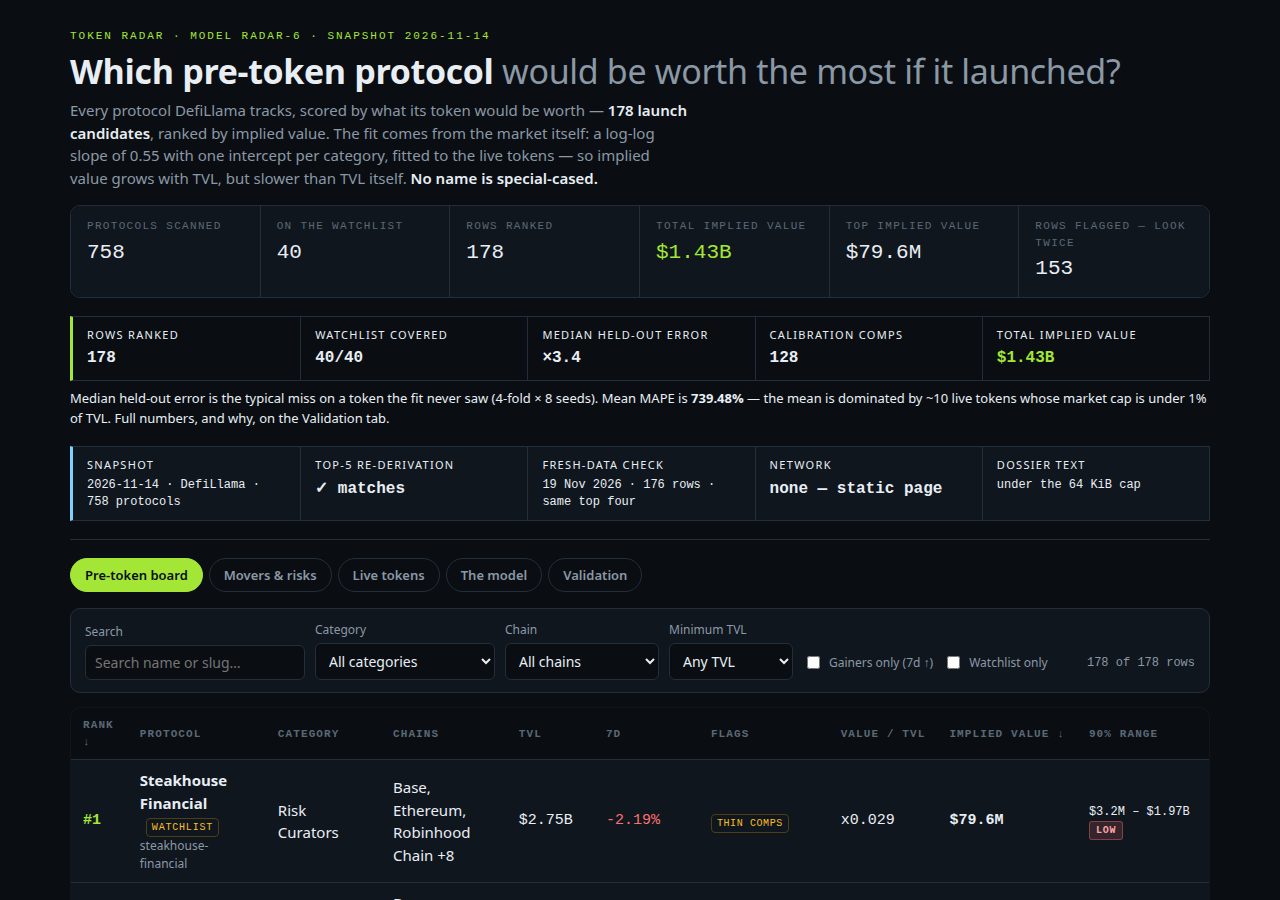 TOKEN RADAR · MODEL RADAR-6 · SNAPSHOT 2026-11-14
Which pre-token protocol would be worth the most if it launched?
Every protocol DefiLlama tracks, scored by what its token would be worth — 178 launch
candidates, ranked by implied value. The fit comes from the market itself: a log-log
slope of 0.55 with one intercept per category, fitted to the live tokens — so implied
value grows with TVL, but slower than TVL itself. No name is special-cased.
PROTOCOLS SCANNED
758
ON THE WATCHLIST
40
ROWS RANKED
178
TOTAL IMPLIED VALUE
$1.43B
TOP IMPLIED VALUE
$79.6M
ROWS FLAGGED — LOOK
TWICE
153
ROWS RANKED
178
WATCHLIST COVERED
40/40
MEDIAN HELD-OUT ERROR
×3.4
CALIBRATION COMPS
128
TOTAL IMPLIED VALUE
$1.43B
Median held-out error is the typical miss on a token the fit never saw (4-fold × 8 seeds). Mean MAPE is 739.48% — the mean is dominated by ~10 live tokens whose market cap is under 1%
of TVL. Full numbers, and why, on the Validation tab.
SNAPSHOT
2026-11-14 · DefiLlama ·
758 protocols
TOP-5 RE-DERIVATION
✓ matches
FRESH-DATA CHECK
19 Nov 2026 · 176 rows ·
same top four
NETWORK
none — static page
DOSSIER TEXT
under the 64 KiB cap
Pre-token board
Movers & risks
Live tokens
The model
Validation
Search
Search name or slug…
Category
All categories
Chain
All chains
Minimum TVL
Any TVL
Gainers only (7d ↑)
Watchlist only
178 of 178 rows
RANK
↓
PROTOCOL
CATEGORY
CHAINS
TVL
7D
FLAGS
VALUE / TVL
IMPLIED VALUE ↓
90% RANGE
#1
Steakhouse
Financial
WATCHLIST
steakhouse-
financial
Risk
Curators
Base,
Ethereum,
Robinhood
Chain +8
$2.75B
-2.19%
THIN COMPS
x0.029
$79.6M
$3.2M – $1.97B
LOW